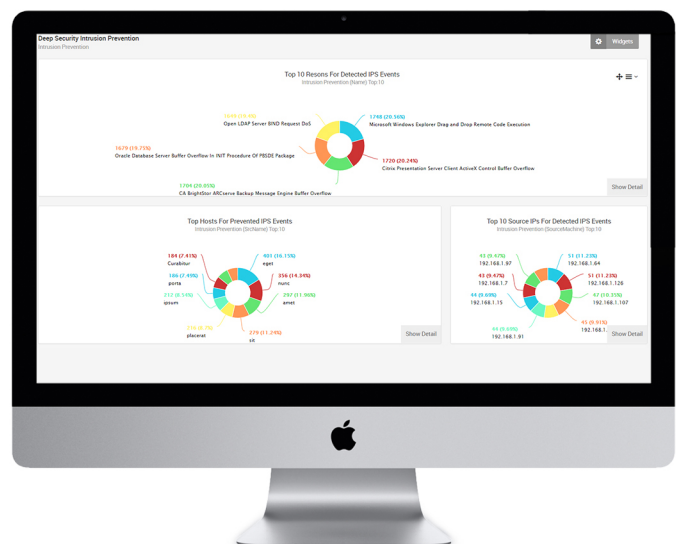 Deep Security Intrusion Prevention
Intrusion Prevention
Widgets
Top 10 Resons For Detected IPS Events
Intrusion Prevention (Name) Top:10
Open LDAP Server BIND Request DoS
1748 (20.56%)
Microsoft Windows Explorer Drag and Drop Remote Code Execution
1679 (19.75%)
Oracle Database Server Buffer Overflow In INIT Procedure Of PBSDE Package
1720 (20.24%)
Citrix Presentation Server Client ActiveX Control Buffer Overflow
1704 (20.05%)
CA BrightStor ARCserve Backup Message Engine Buffer Overflow
Show Detail
Top Hosts For Prevented IPS Events
Intrusion Prevention (SrcName) Top:10
184 (7.41%)
Curabitur
401 (16.15%)
eget
186 (7.49%)
porta
356 (14.34%)
nunc
ipsum
297 (11.96%)
amet
placerat
279 (11.24%)
sit
Show Detail
Top 10 Source IPs For Detected IPS Events
Intrusion Prevention (SourceMachine) Top:10
43 (9.47%)
192.168.1.97
51 (11.23%)
192.168.1.64
43 (9.47%)
192.168.1.7
51 (11.23%)
192.168.1.126
44 (9.69%)
192.168.1.15
47 (10.35%)
192.168.1.107
44 (9.69%)
192.168.1.91
45 (9.91%)
192.168.1.
Show Detail